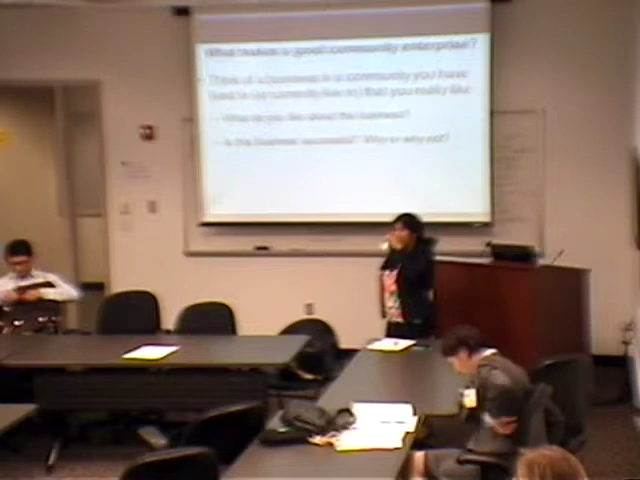 What makes a good community enterprise?
Think of a business in a community you have
lived in (or currently live in) that you really like
- What do you like about the business?
- Is the business successful? Why or why not?